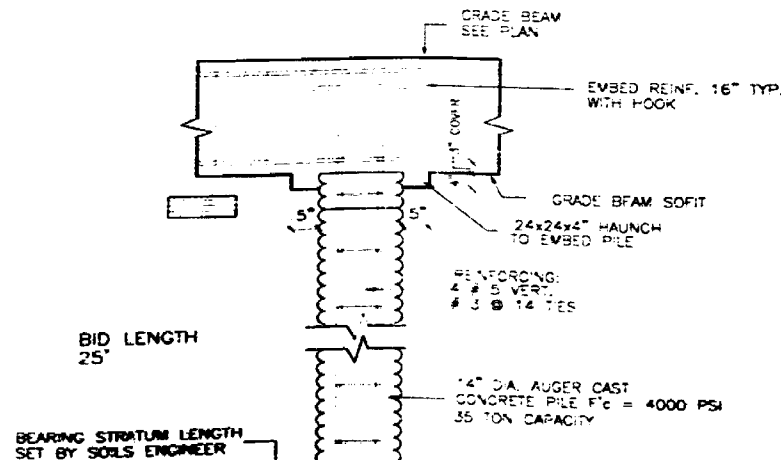 GRADE BEAM
SEE PLAN
EMBED REINF. 16" TYP.
WITH HOOK
COVER
GRADE BEAM SOFIT
5"
5"
24x24x4" HAUNCH
TO EMBED PILE
REINFORCING:
4 # 5 VERT.
# 3 @ 14 TIES
BID LENGTH
25'
14" DIA. AUGER CAST
CONCRETE PILE F'c = 4000 PSI
35 TON CAPACITY
BEARING STRATUM LENGTH
SET BY SOILS ENGINEER